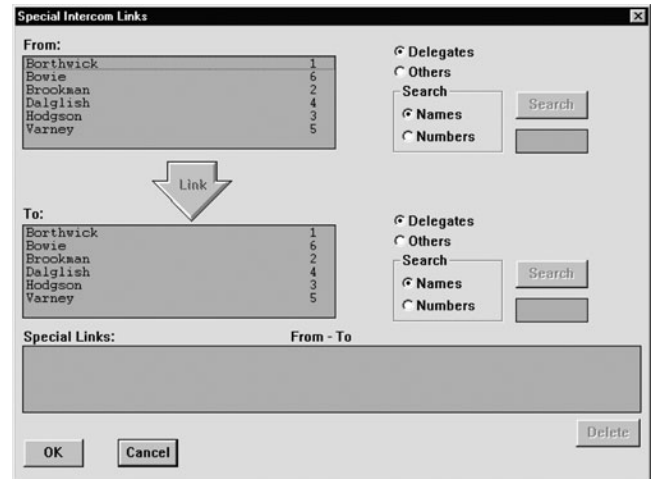 Special Intercom Links
From:
Borthwick 1
Bowie 6
Brookman 2
Dalglish 4
Hodgson 3
Varney 5
Delegates
Others
Search
Names
Numbers
Search
Link
To:
Borthwick 1
Bowie 6
Brookman 2
Dalglish 4
Hodgson 3
Varney 5
Delegates
Others
Search
Names
Numbers
Search
Special Links: From - To
Delete
OK Cancel